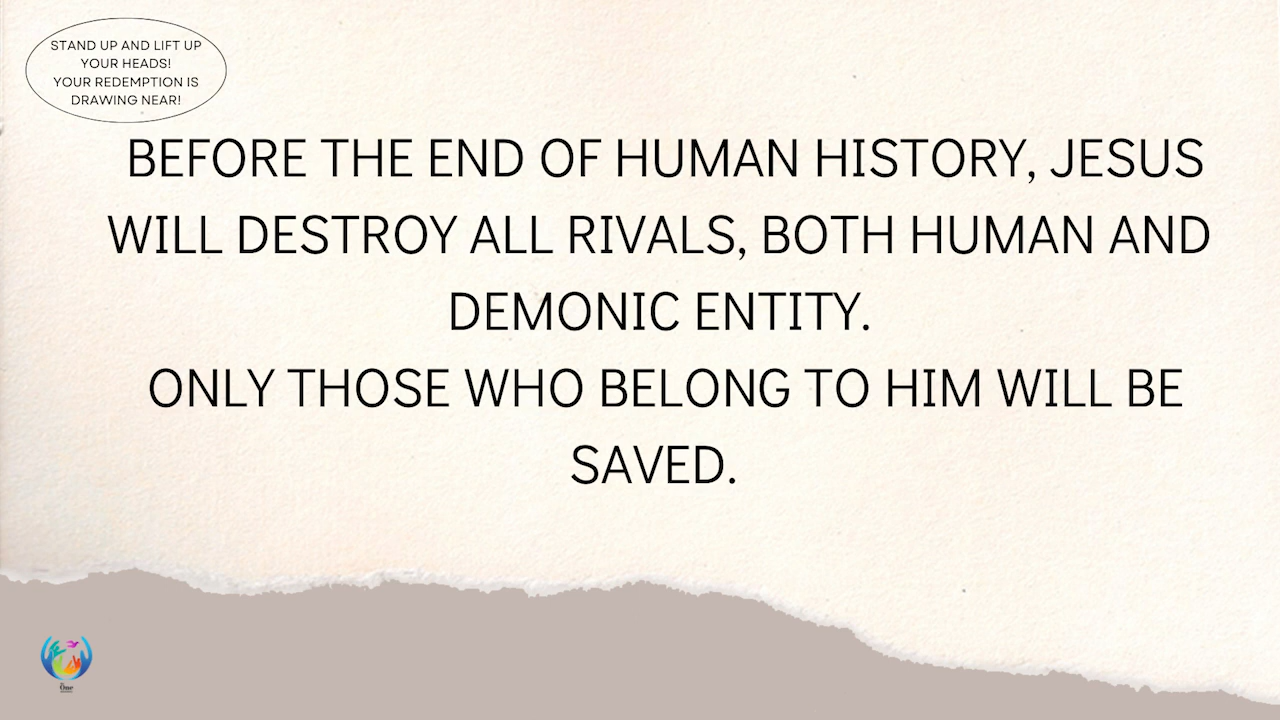 STAND UP AND LIFT UP
YOUR HEADS!
YOUR REDEMPTION IS
DRAWING NEAR!
BEFORE THE END OF HUMAN HISTORY, JESUS
WILL DESTROY ALL RIVALS, BOTH HUMAN AND
DEMONIC ENTITY.
ONLY THOSE WHO BELONG TO HIM WILL BE
SAVED.
One